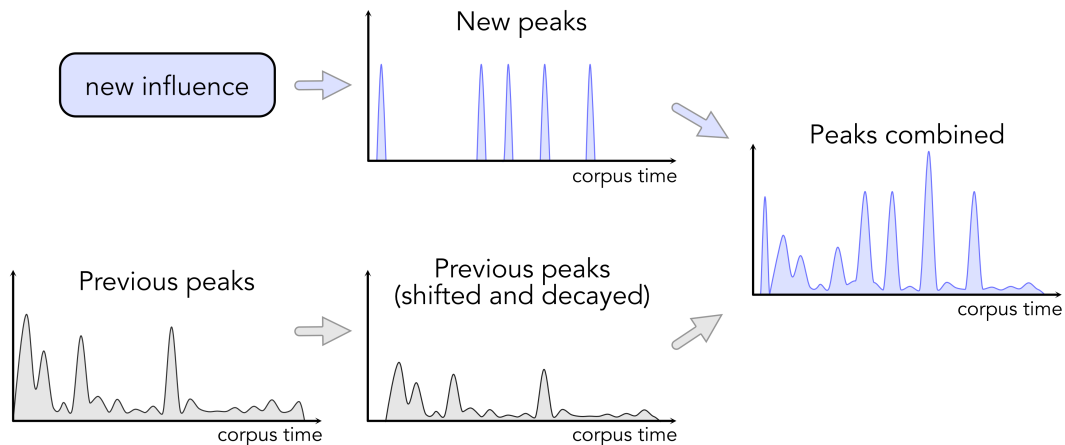 New peaks
new influence
corpus time
Peaks combined
corpus time
Previous peaks
corpus time
Previous peaks
(shifted and decayed)
corpus time